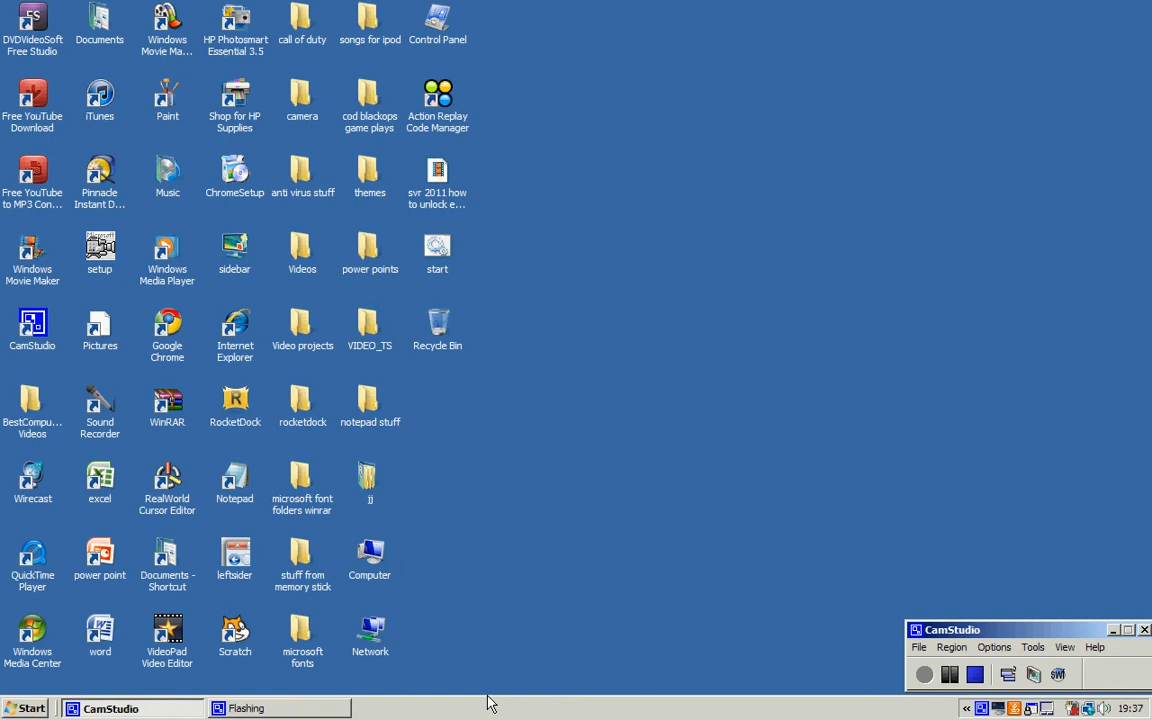 DVDVideoSoft
Free Studio
Documents
Windows
Movie Ma...
HP Photosmart
Essential 3.5
call of duty
songs for ipod
Control Panel
Free YouTube
Download
iTunes
Paint
Shop for HP
Supplies
camera
cod blackops
game plays
Action Replay
Code Manager
Free YouTube
to MP3 Con...
Pinnacle
Instant D...
Music
ChromeSetup
anti virus stuff
themes
svr 2011 how
to unlock e...
Windows
Movie Maker
Microsoft
setup
Windows
Media Player
sidebar
Videos
power points
start
CamStudio
Pictures
Google
Chrome
Internet
Explorer
Video projects
VIDEO_TS
Recycle Bin
BestCompu...
Videos
Sound
Recorder
WinRAR
RocketDock
rocketdock
notepad stuff
Wirecast
excel
RealWorld
Cursor Editor
Notepad
microsoft font
folders winrar
jj
QuickTime
Player
power point
Documents -
Shortcut
leftsider
stuff from
memory stick
Computer
Windows
Media Center
word
VideoPad
Video Editor
Scratch
microsoft
fonts
Network
CamStudio
File Region Options Tools View Help
Start
CamStudio
Flashing
19:37